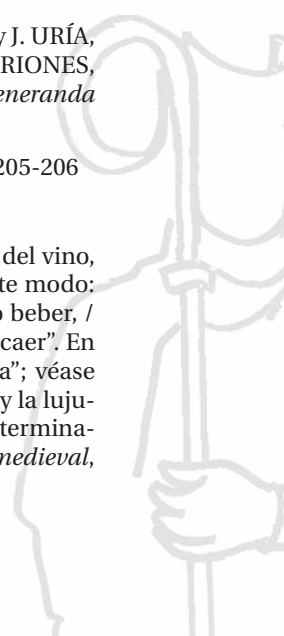 y J. URÍA,
RIONES,
eneranda
205-206
del vino,
te modo:
o beber, /
caer”. En
a”; véase
y la luju-
termina-
medieval,